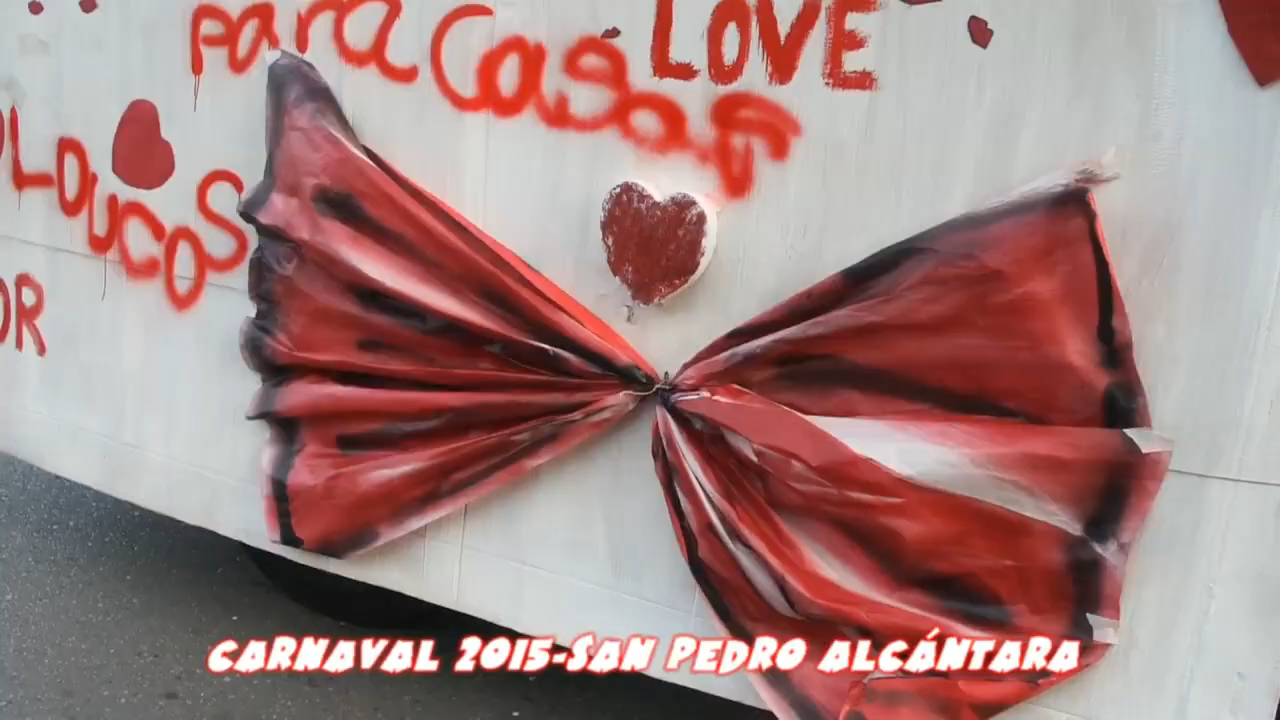 para Casar
LOVE
LOUCOS
OR
CARNAVAL 2015-SAN PEDRO ALCÁNTARA